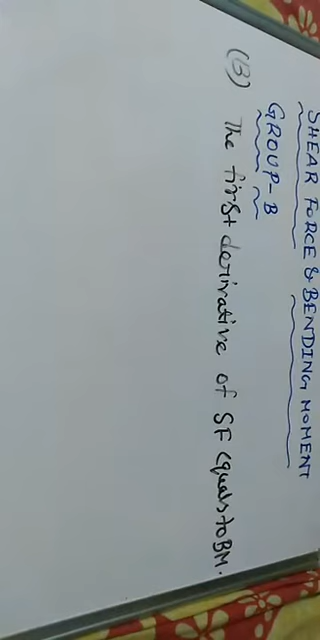 SHEAR FORCE & BENDING MOMENT
GROUP-B
(B) The first derivative of SF equals to BM.